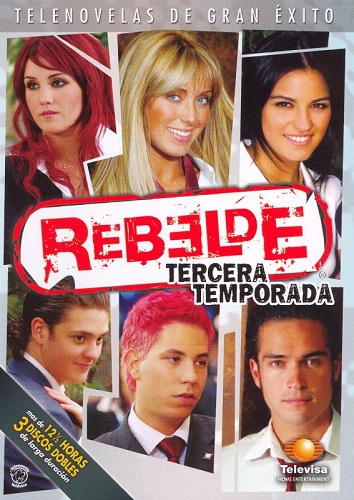 TELENOVELAS DE GRAN ÉXITO
REBELDE
TERCERA
TEMPORADA
®
mas de 12½ HORAS
3 DISCOS DOBLES
de larga duración
Televisa
HOME ENTERTAINMENT